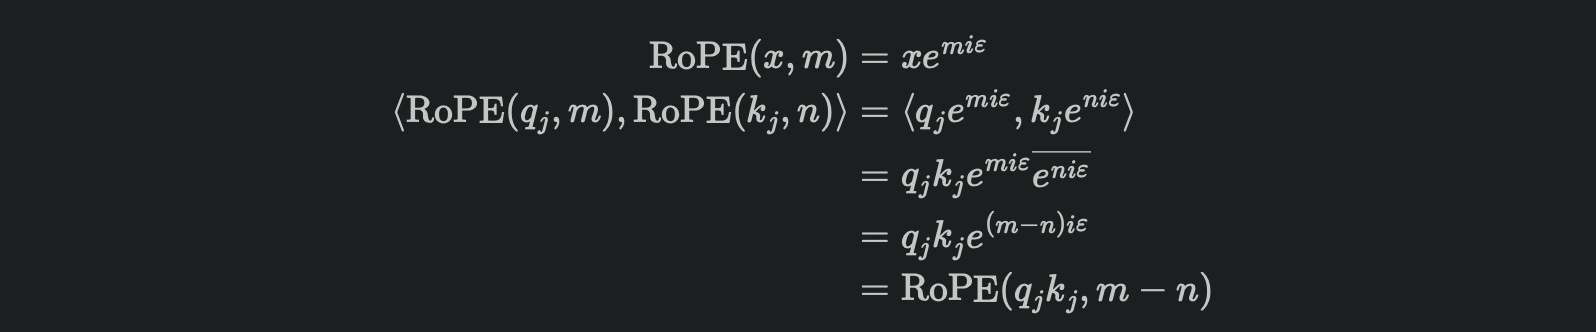 RoPE(x, m) = xe^{miε}
⟨RoPE(q_j, m), RoPE(k_j, n)⟩ = ⟨q_j e^{miε}, k_j e^{niε}⟩
= q_j k_j e^{miε} \overline{e^{niε}}
= q_j k_j e^{(m−n)iε}
= RoPE(q_j k_j, m − n)